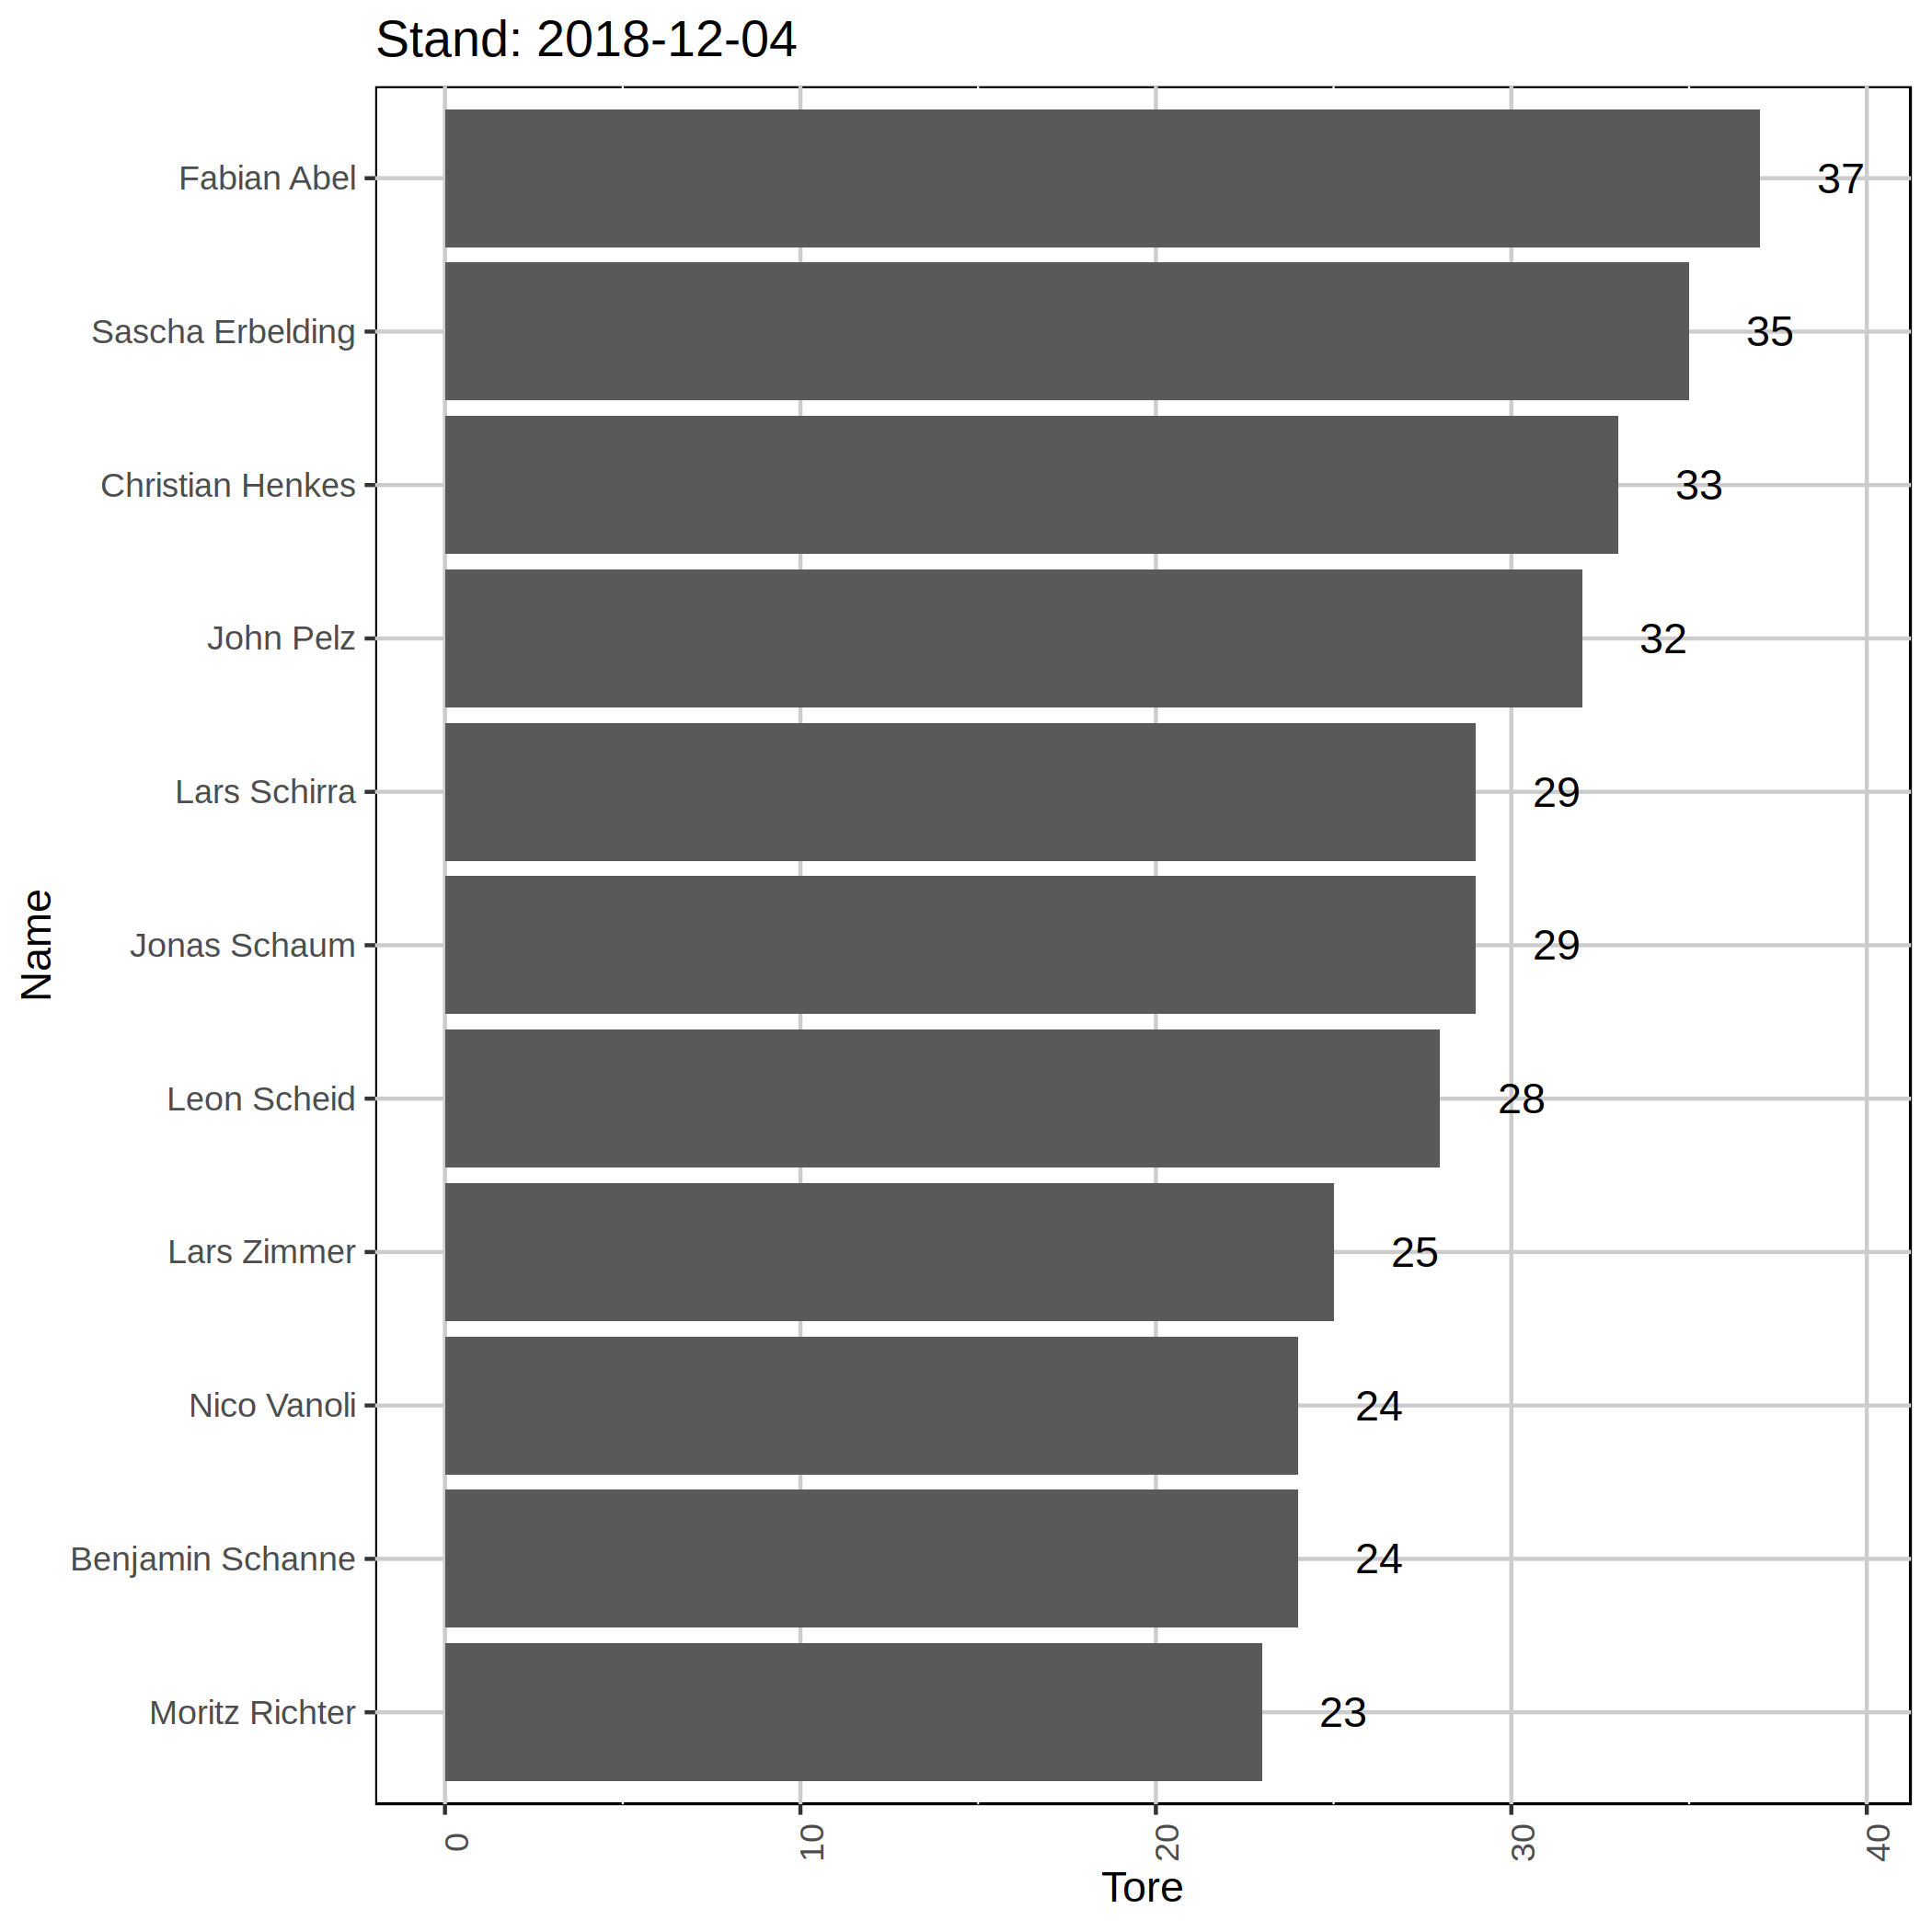 Stand: 2018-12-04
Fabian Abel 37
Sascha Erbelding 35
Christian Henkes 33
John Pelz 32
Lars Schirra 29
Jonas Schaum 29
Leon Scheid 28
Lars Zimmer 25
Nico Vanoli 24
Benjamin Schanne 24
Moritz Richter 23
Name
0 10 20 30 40
Tore